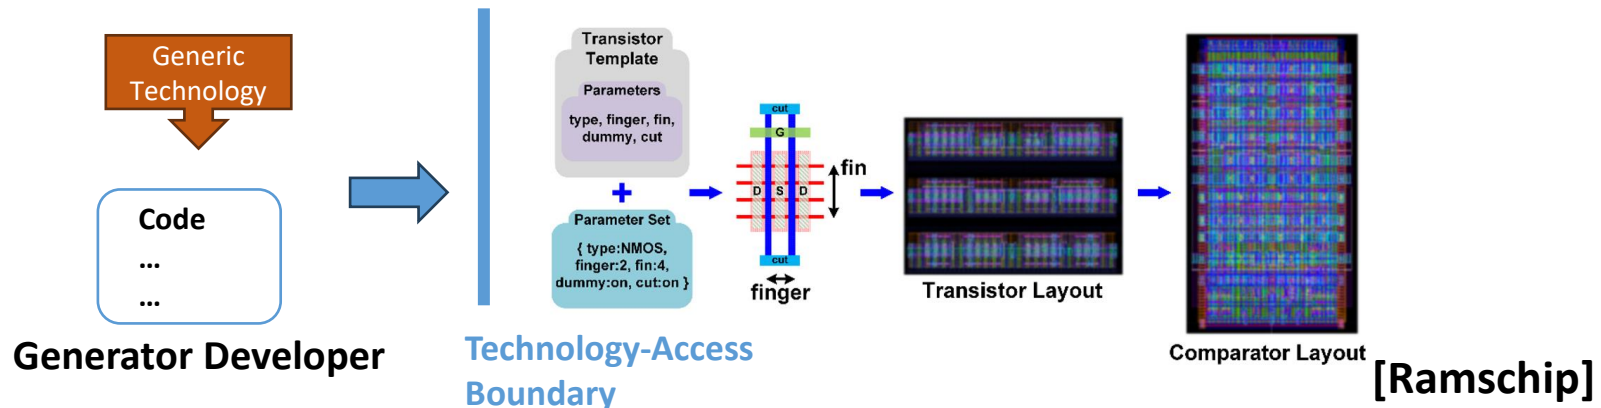 Generic
Technology
Code
...
...
Generator Developer
Technology-Access
Boundary
Transistor
Template
Parameters
type, finger, fin,
dummy, cut
+
Parameter Set
{ type:NMOS,
finger:2, fin:4,
dummy:on, cut:on }
cut
G
D S D
cut
fin
finger
Transistor Layout
Comparator Layout
[Ramschip]